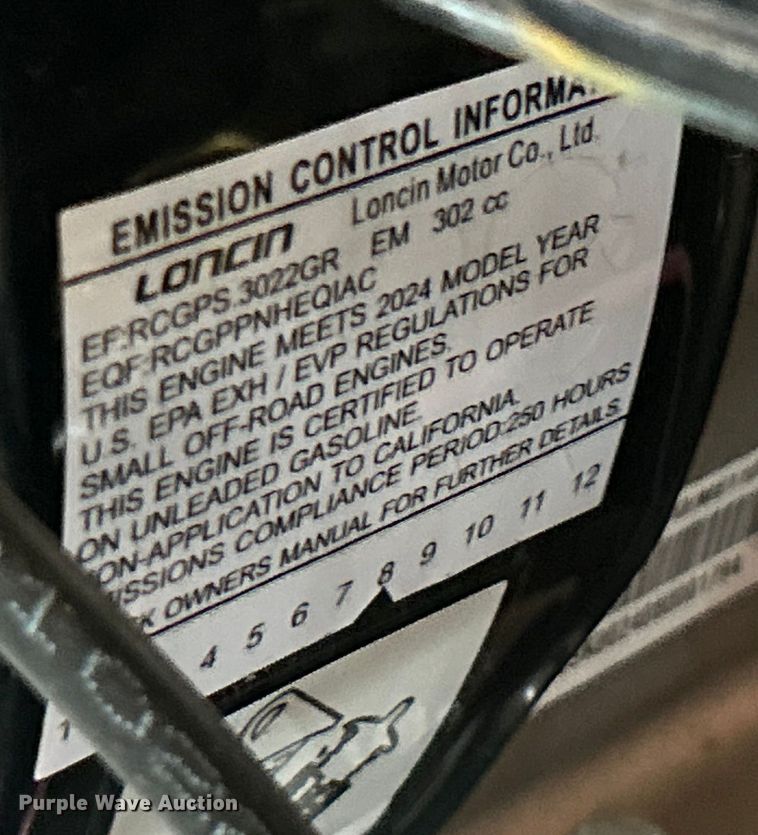 EMISSION CONTROL INFORMA
LONCIN Loncin Motor Co., Ltd.
EF:RCGPS.3022GR EM 302 cc
EQF:RCGPPNHEQIAC
THIS ENGINE MEETS 2024 MODEL YEAR
U.S. EPA EXH / EVP REGULATIONS FOR
SMALL OFF-ROAD ENGINES.
THIS ENGINE IS CERTIFIED TO OPERATE
ON UNLEADED GASOLINE.
ON-APPLICATION TO CALIFORNIA.
ISSIONS COMPLIANCE PERIOD:250 HOURS
K OWNERS MANUAL FOR FURTHER DETAILS.
1 4 5 6 7 8 9 10 11 12
Purple Wave Auction